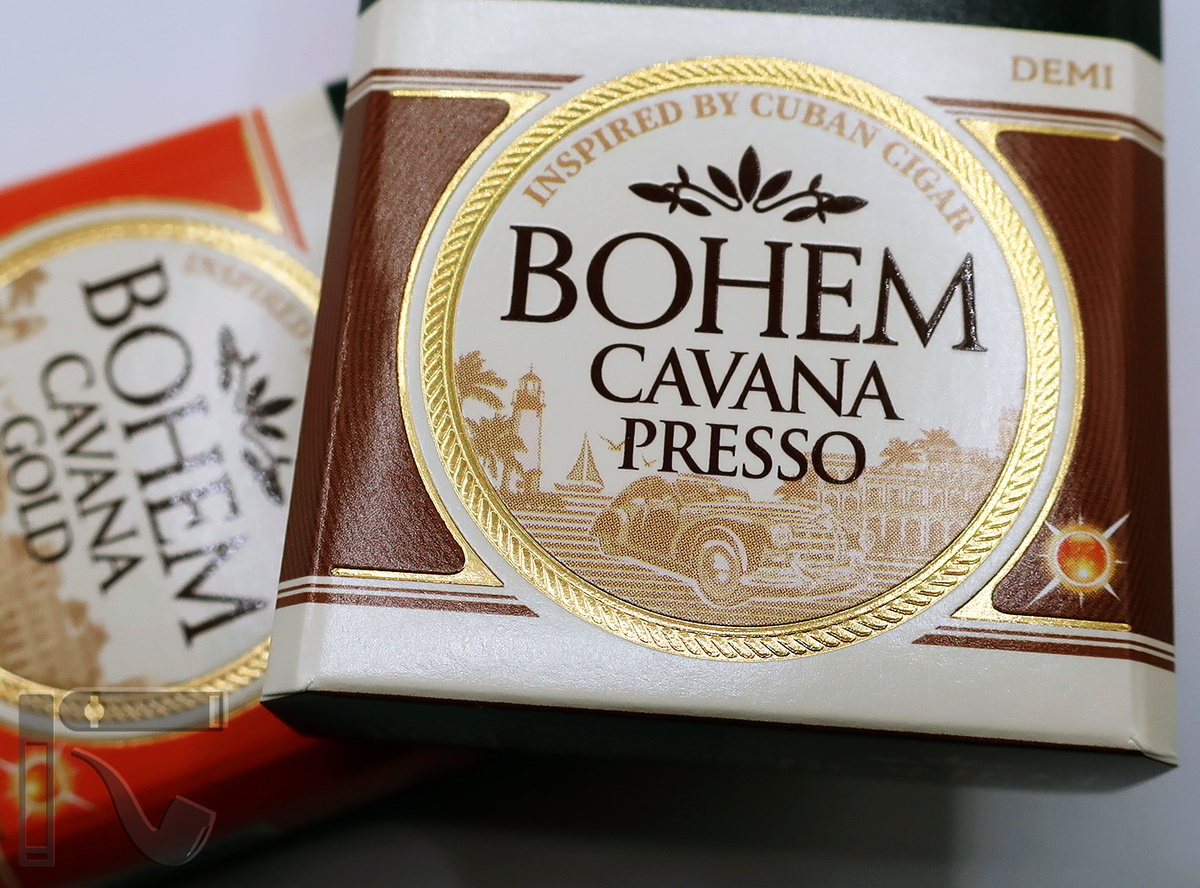 DEMI
INSPIRED BY CUBAN CIGAR
BOHEM
CAVANA
PRESSO
INSPIRED
BOHEM
CAVANA
GOLD